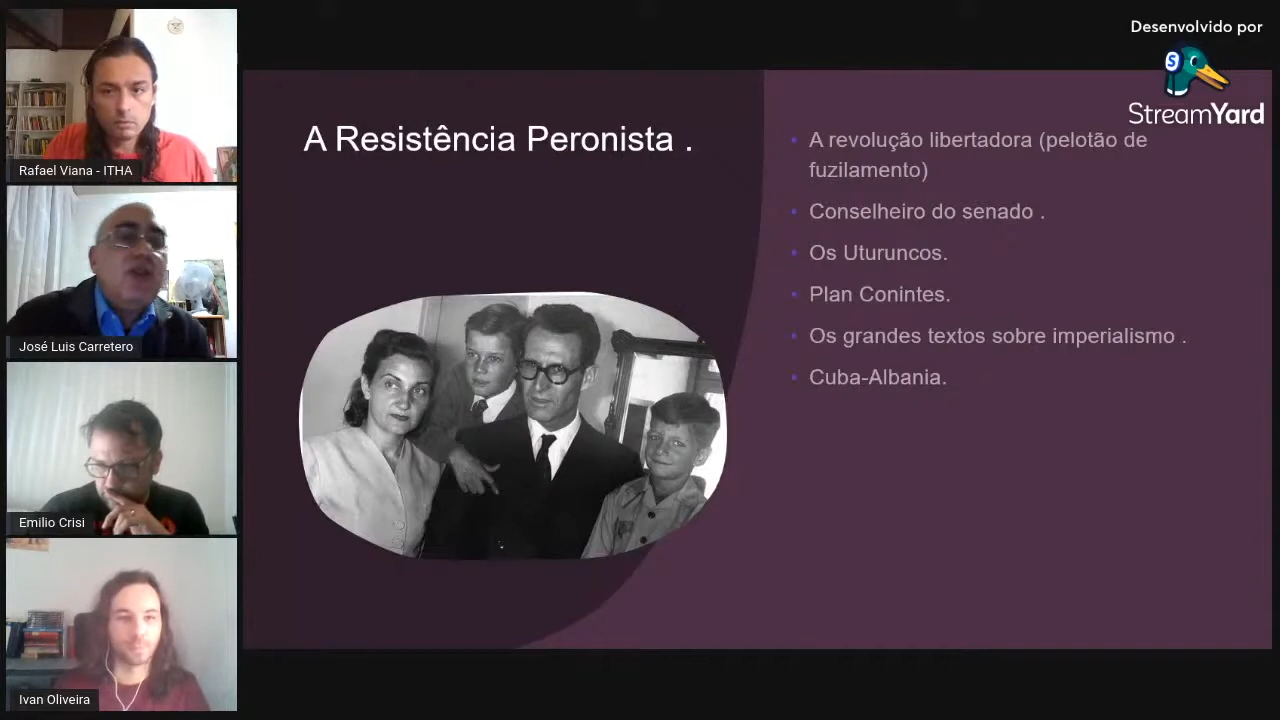 Desenvolvido por
StreamYard
Rafael Viana - ITHA
José Luis Carretero
Emilio Crisi
Ivan Oliveira
A Resistência Peronista .
• A revolução libertadora (pelotão de
fuzilamento)
• Conselheiro do senado .
• Os Uturuncos.
• Plan Conintes.
• Os grandes textos sobre imperialismo .
• Cuba-Albania.